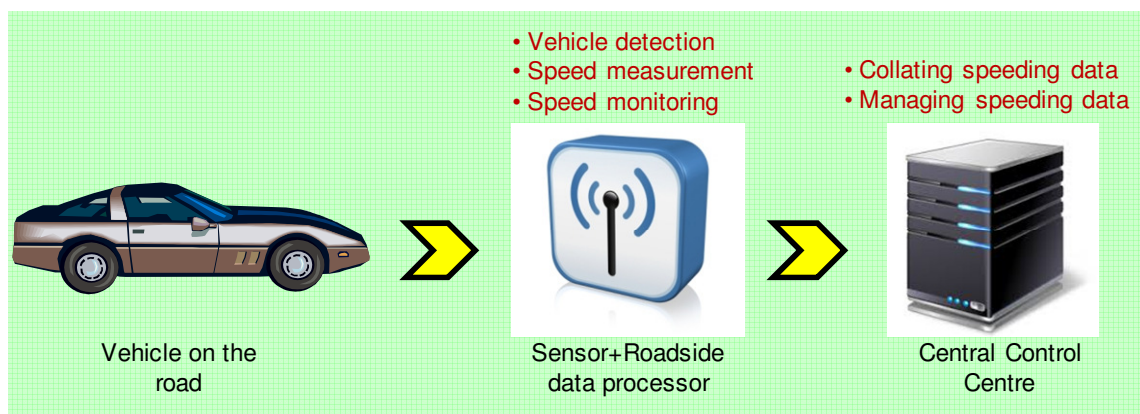 • Vehicle detection
• Speed measurement
• Speed monitoring
• Collating speeding data
• Managing speeding data
Vehicle on the
road
Sensor+Roadside
data processor
Central Control
Centre